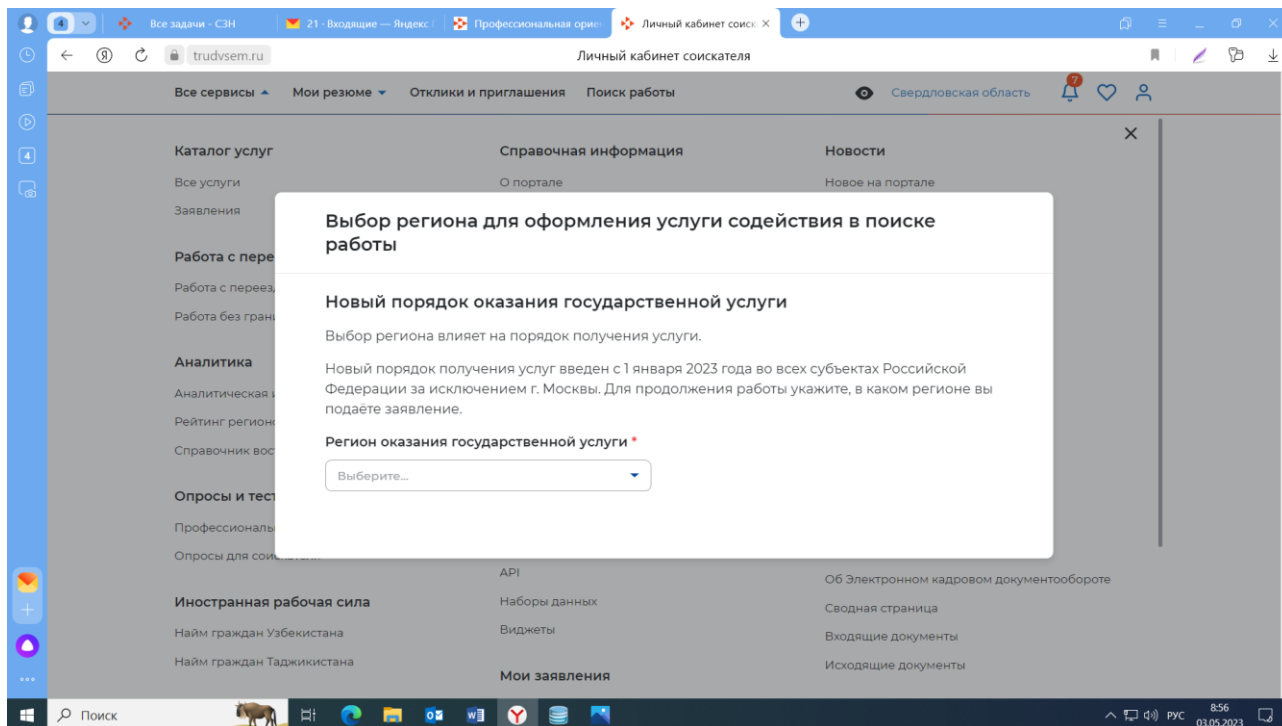 4
Все задачи - СЗН
21 · Входящие — Яндекс
Профессиональная ориен
Личный кабинет соиск
trudvsem.ru
Личный кабинет соискателя
Все сервисы
Мои резюме
Отклики и приглашения
Поиск работы
Свердловская область
7
4
Каталог услуг
Справочная информация
Новости
Все услуги
О портале
Новое на портале
Заявления
Выбор региона для оформления услуги содействия в поиске
работы
Работа с пере
Работа с переез
Работа без грани
Новый порядок оказания государственной услуги
Выбор региона влияет на порядок получения услуги.
Аналитика
Новый порядок получения услуг введен с 1 января 2023 года во всех субъектах Российской
Федерации за исключением г. Москвы. Для продолжения работы укажите, в каком регионе вы
подаёте заявление.
Аналитическая
Рейтинг регионо
Справочник вос
Регион оказания государственной услуги *
Выберите...
Опросы и тест
Профессиональ
Опросы для
API
Об Электронном кадровом документообороте
Иностранная рабочая сила
Наборы данных
Сводная страница
Найм граждан Узбекистана
Виджеты
Входящие документы
Найм граждан Таджикистана
Мои заявления
Исходящие документы
Поиск
РУС
8:56
03.05.2023